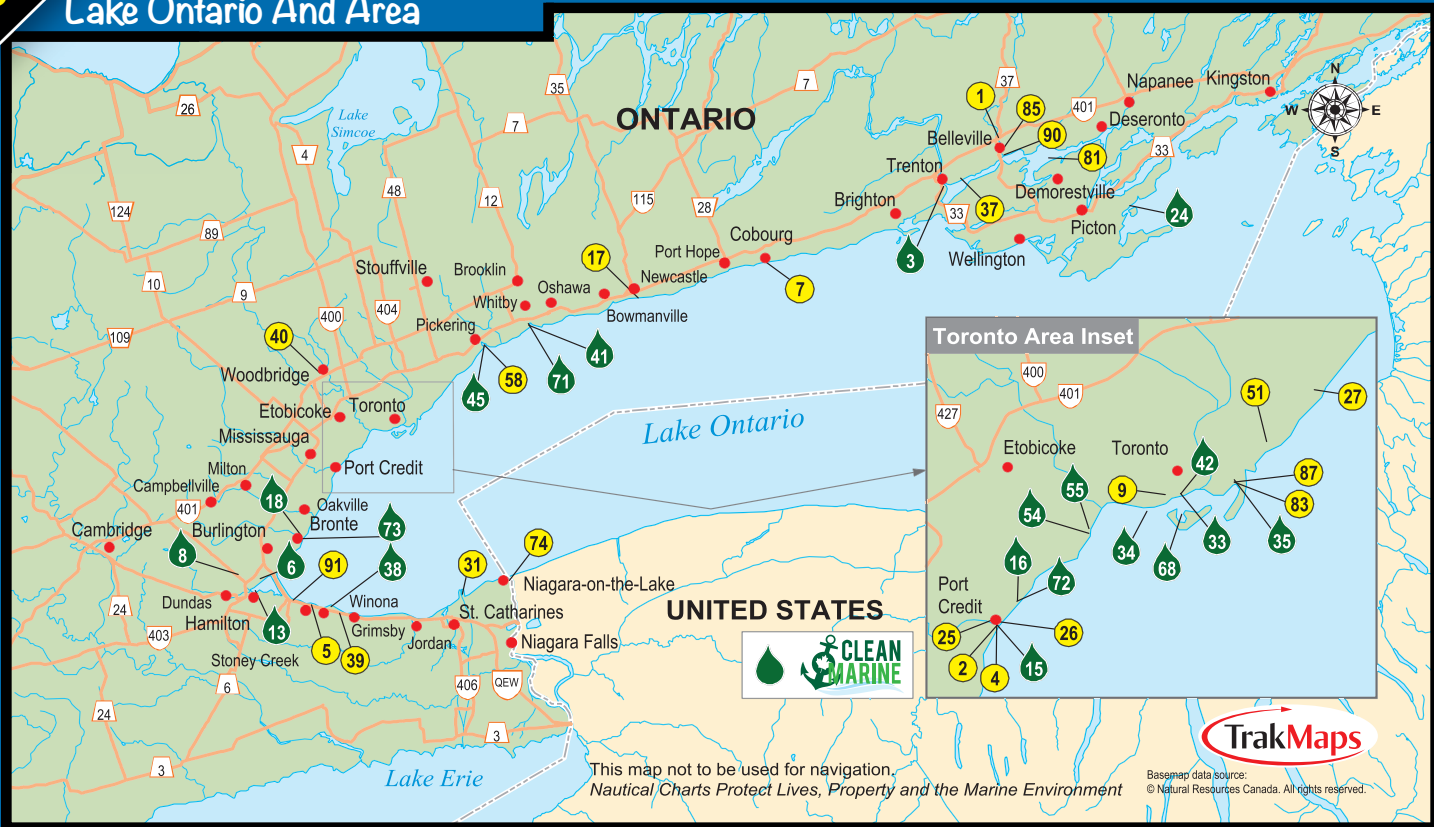 Lake Ontario And Area
ONTARIO
Lake
Simcoe
26
4
7
35
7
37
401
33
48
12
115
28
33
124
89
10
9
109
400
404
401
24
403
6
24
3
406
QEW
3
N
W
E
S
Kingston
Napanee
Deseronto
Belleville
Trenton
Demorestville
Brighton
Picton
Wellington
Cobourg
Port Hope
Newcastle
Bowmanville
Oshawa
Brooklin
Whitby
Stouffville
Pickering
Woodbridge
Etobicoke
Toronto
Mississauga
Port Credit
Milton
Campbellville
Oakville
Bronte
Cambridge
Burlington
Dundas
Hamilton
Stoney Creek
Winona
Grimsby
Jordan
St. Catharines
Niagara-on-the-Lake
Niagara Falls
1
85
90
81
37
24
3
7
17
41
71
58
45
40
18
73
8
6
91
38
13
5
39
31
74
Lake Ontario
UNITED STATES
Lake Erie
CLEAN
MARINE
Toronto Area Inset
400
401
427
Etobicoke
Toronto
Port
Credit
51
27
42
87
83
9
55
54
34
68
33
35
16
72
25
2
4
15
26
TrakMaps
This map not to be used for navigation.
Nautical Charts Protect Lives, Property and the Marine Environment
Basemap data source:
© Natural Resources Canada. All rights reserved.